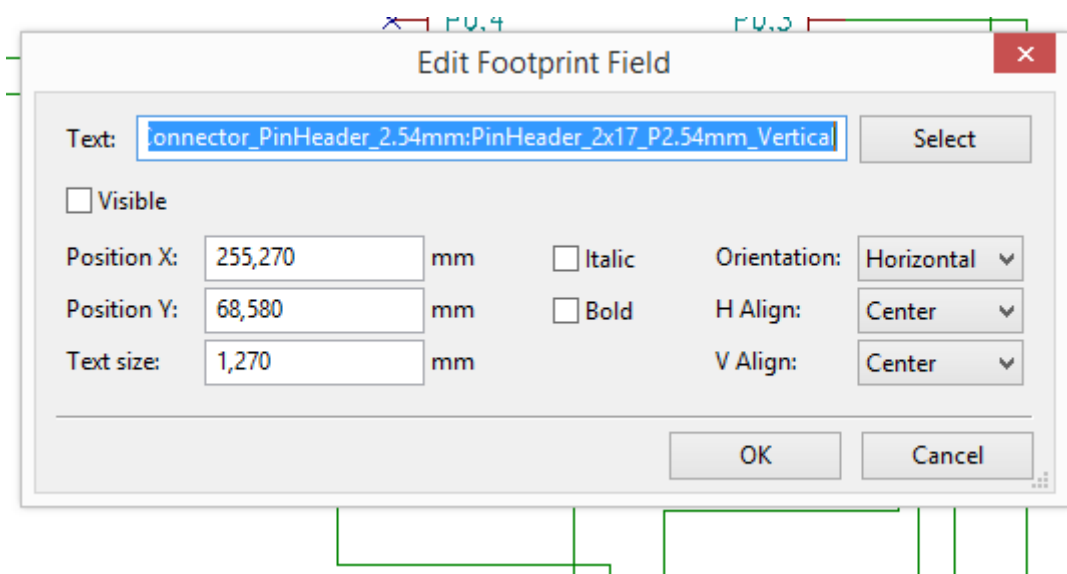 P0,4 P0,3
Edit Footprint Field
Text: Connector_PinHeader_2.54mm:PinHeader_2x17_P2.54mm_Vertical Select
Visible
Position X: 255,270 mm Italic Orientation: Horizontal
Position Y: 68,580 mm Bold H Align: Center
Text size: 1,270 mm V Align: Center
OK Cancel